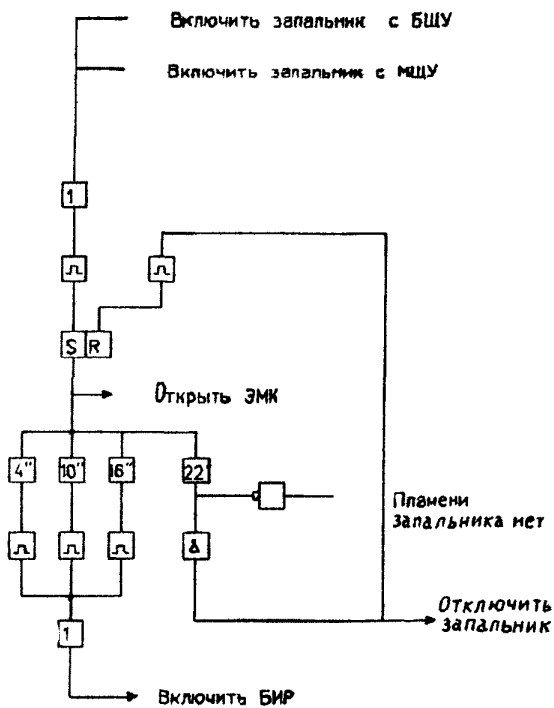 Включить запальник с БЩУ
Включить запальник с МЩУ
1
S R
Открыть ЭМК
4" 10" 16" 22"
Пламени
запальника нет
&
Отключить
запальник
1
Включить БИР